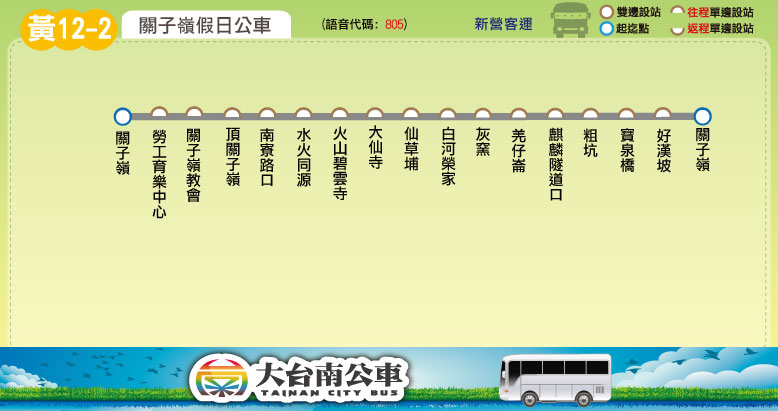 黃12-2
關子嶺假日公車
(語音代碼：805)
新營客運
雙邊設站
往程單邊設站
起迄點
返程單邊設站
關子嶺
勞工育樂中心
關子嶺教會
頂關子嶺
南寮路口
水火同源
火山碧雲寺
大仙寺
仙草埔
白河榮家
灰窯
羌仔崙
麒麟隧道口
粗坑
寶泉橋
好漢坡
關子嶺
大台南公車
TAINAN CITY BUS